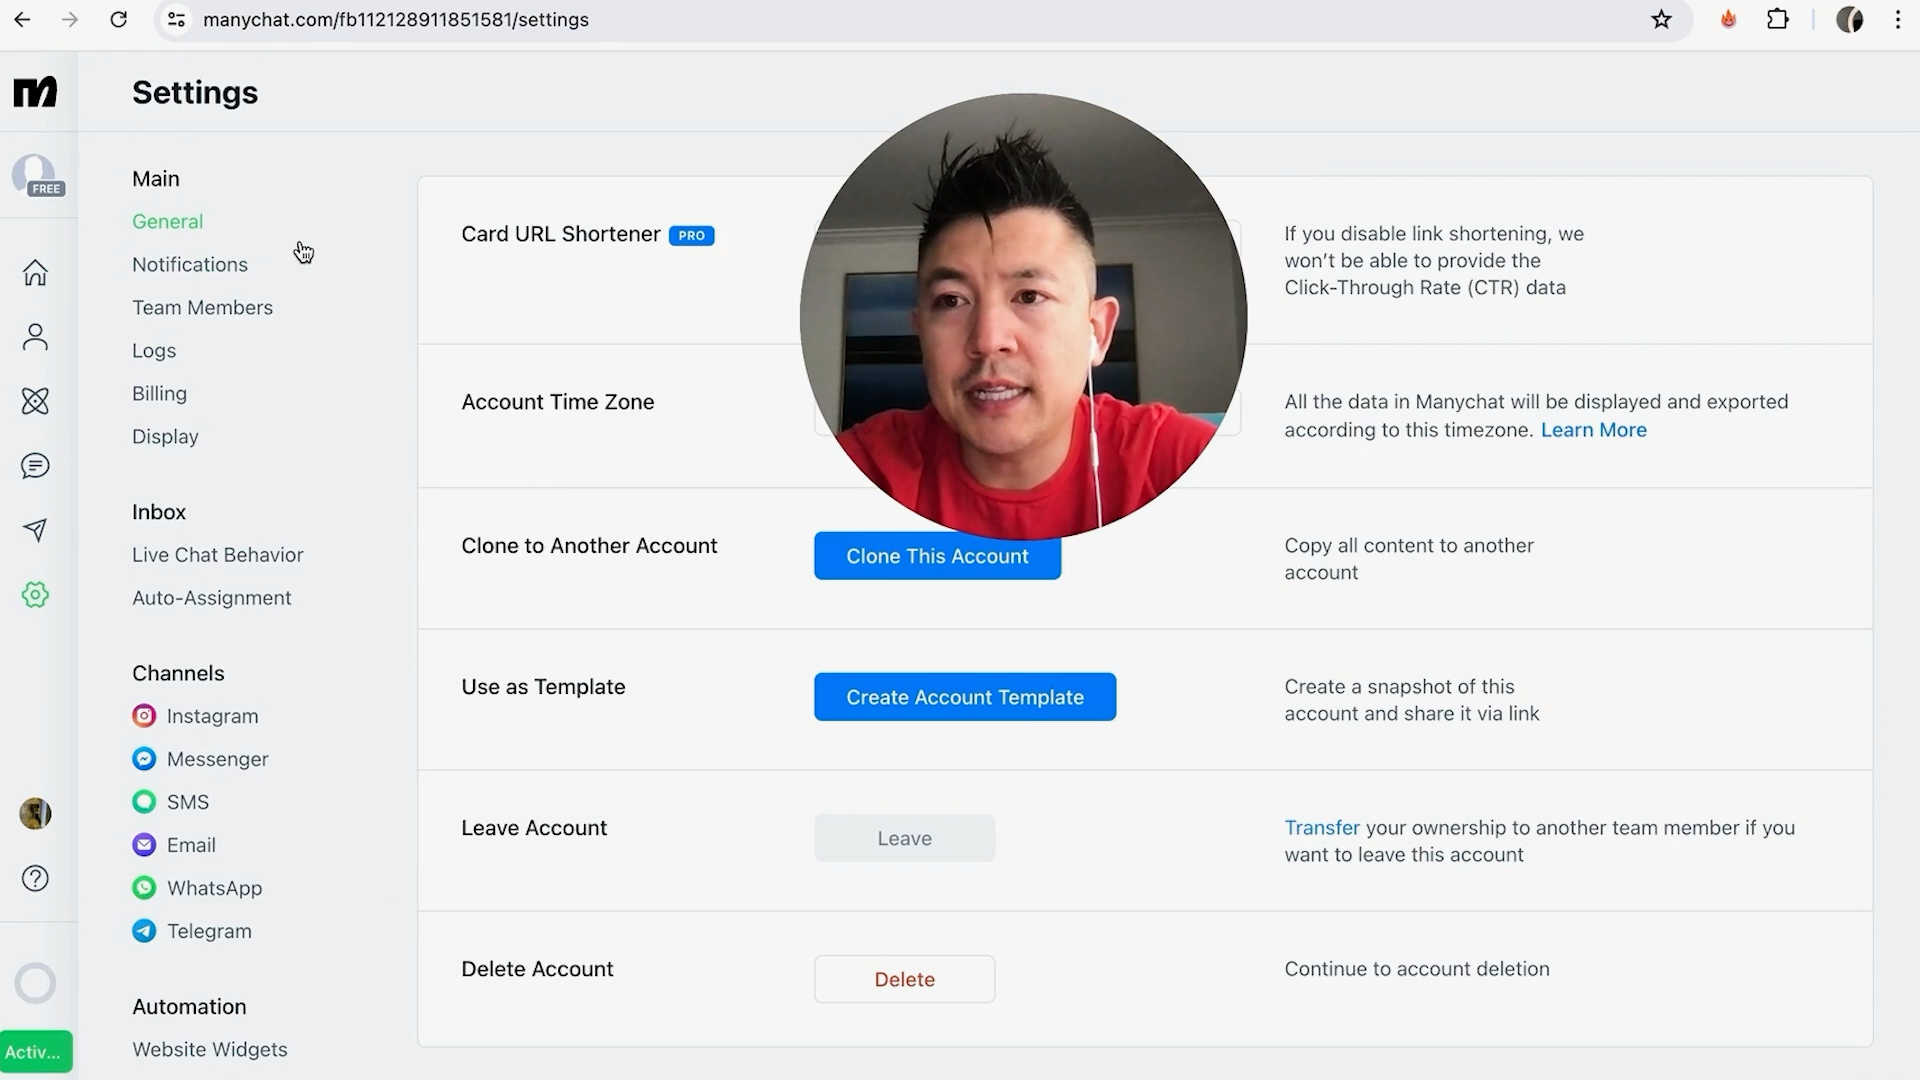 manychat.com/fb112128911851581/settings
Settings
FREE
Main
General
Notifications
Team Members
Logs
Billing
Display
Inbox
Live Chat Behavior
Auto-Assignment
Channels
Instagram
Messenger
SMS
Email
WhatsApp
Telegram
Automation
Website Widgets
Activ...
Card URL Shortener PRO
If you disable link shortening, we
won't be able to provide the
Click-Through Rate (CTR) data
Account Time Zone
All the data in Manychat will be displayed and exported
according to this timezone. Learn More
Clone to Another Account
Clone This Account
Copy all content to another
account
Use as Template
Create Account Template
Create a snapshot of this
account and share it via link
Leave Account
Leave
Transfer your ownership to another team member if you
want to leave this account
Delete Account
Delete
Continue to account deletion